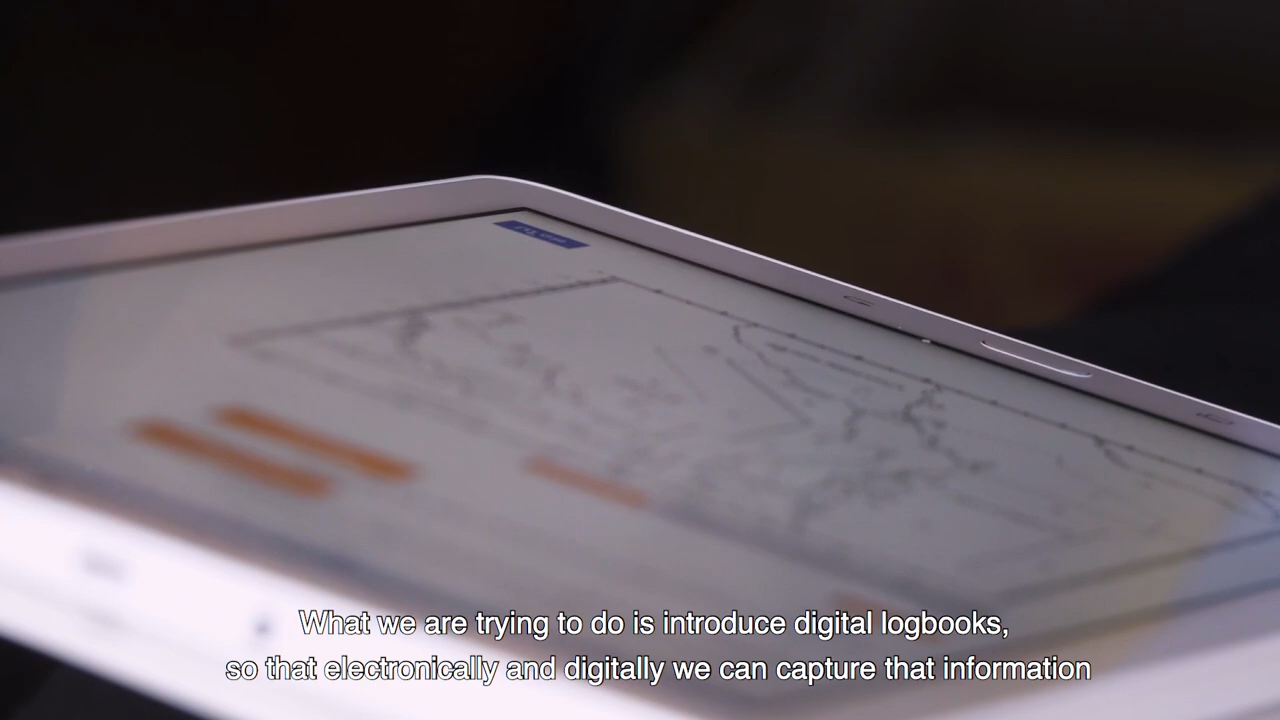 What we are trying to do is introduce digital logbooks,
so that electronically and digitally we can capture that information